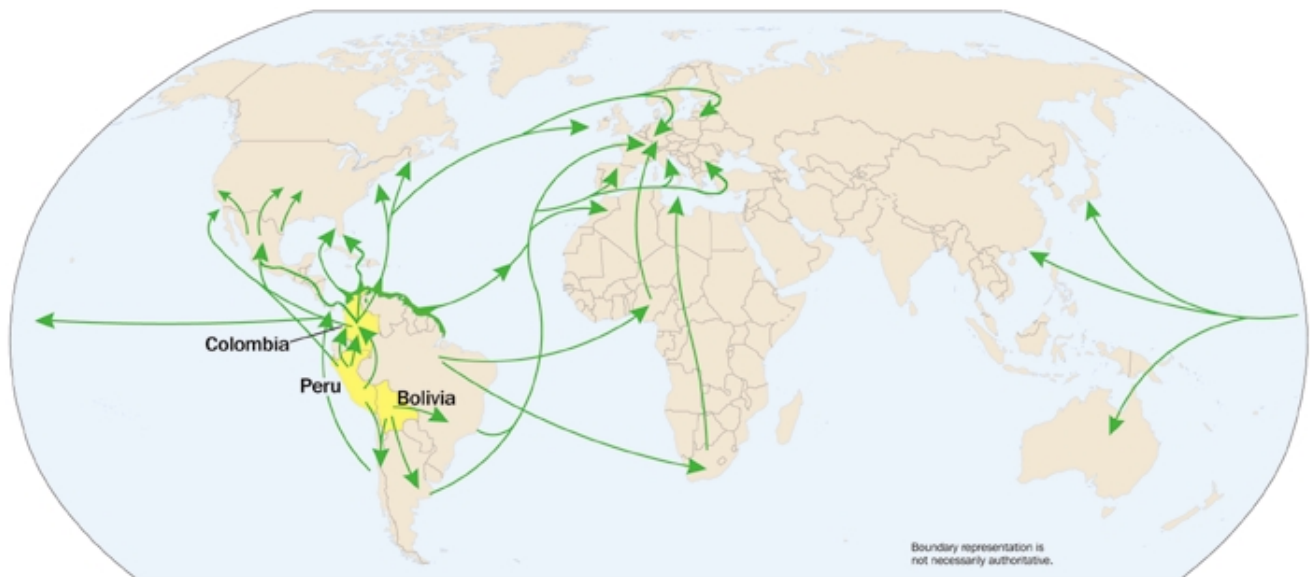 Colombia
Peru
Bolivia
Boundary representation is
not necessarily authoritative.